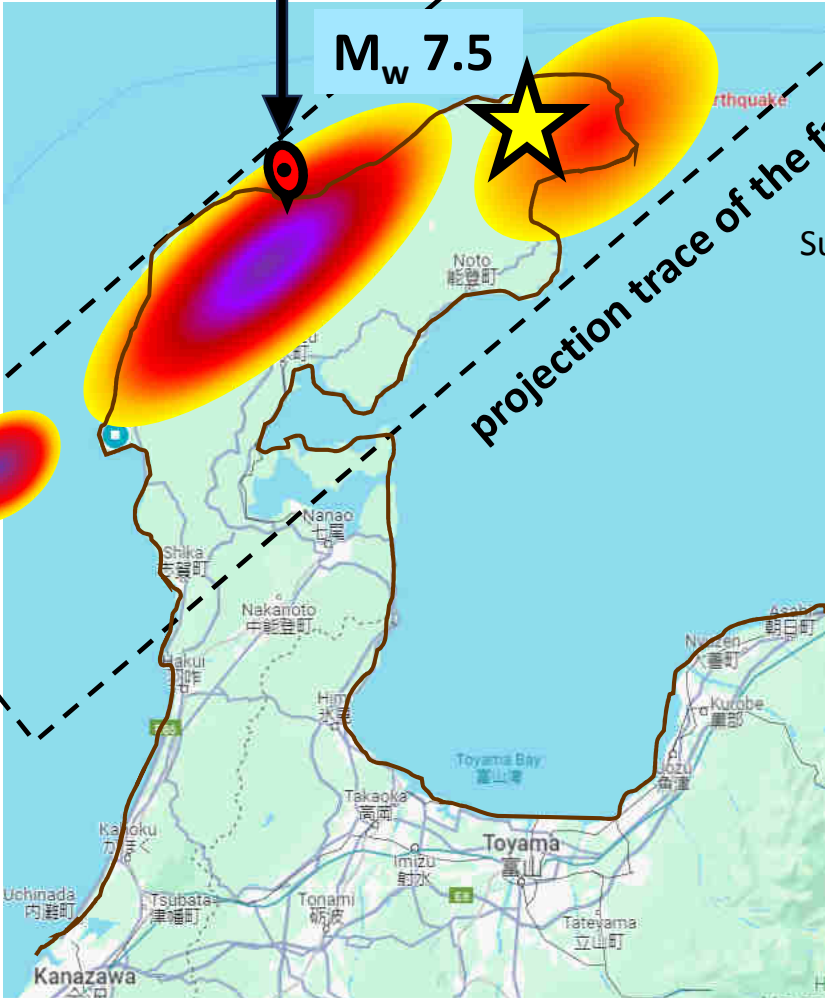 Mw 7.5
rthquake
projection trace of the fa
Su
Noto
能登町
Nanao
七尾
Shika
志賀町
Nakanoto
中能登町
Hakui
羽咋
Himi
氷見
E86
Asahi
朝日町
Nyuzen
入善町
Kurobe
黒部
Uozu
魚津
Toyama Bay
富山湾
Takaoka
高岡
Toyama
富山
Imizu
射水
Kahoku
かほく
Uchinada
内灘町
Tsubata
津幡町
Tonami
砺波
E8
Tateyama
立山町
Kanazawa